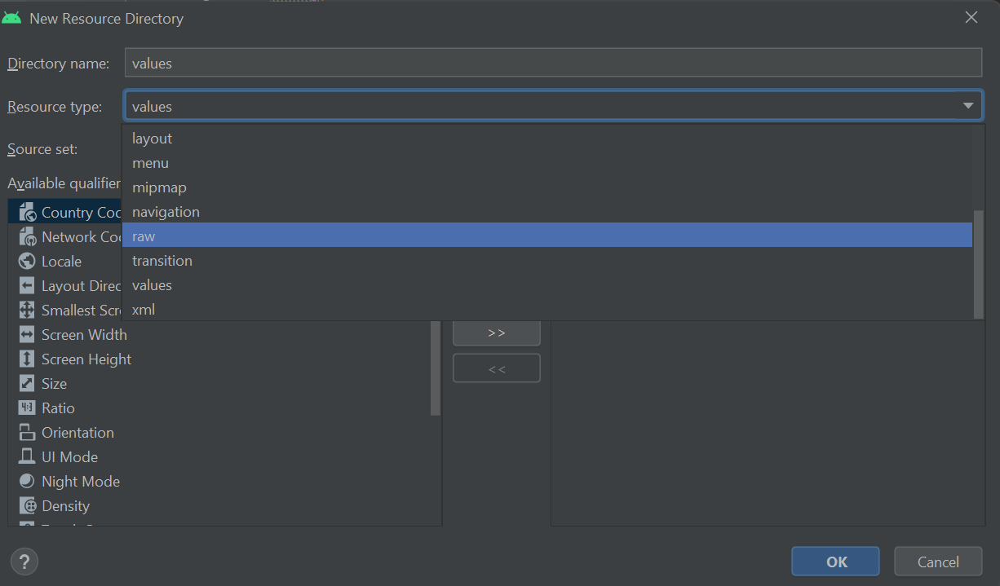 New Resource Directory
Directory name: values
Resource type: values
layout
Source set:
menu
Available qualifier
mipmap
navigation
raw
transition
values
xml
Country Coc
Network Co
Locale
Layout Direc
Smallest Scr
Screen Width
Screen Height
Size
Ratio
Orientation
UI Mode
Night Mode
Density
>>
<<
?
OK
Cancel